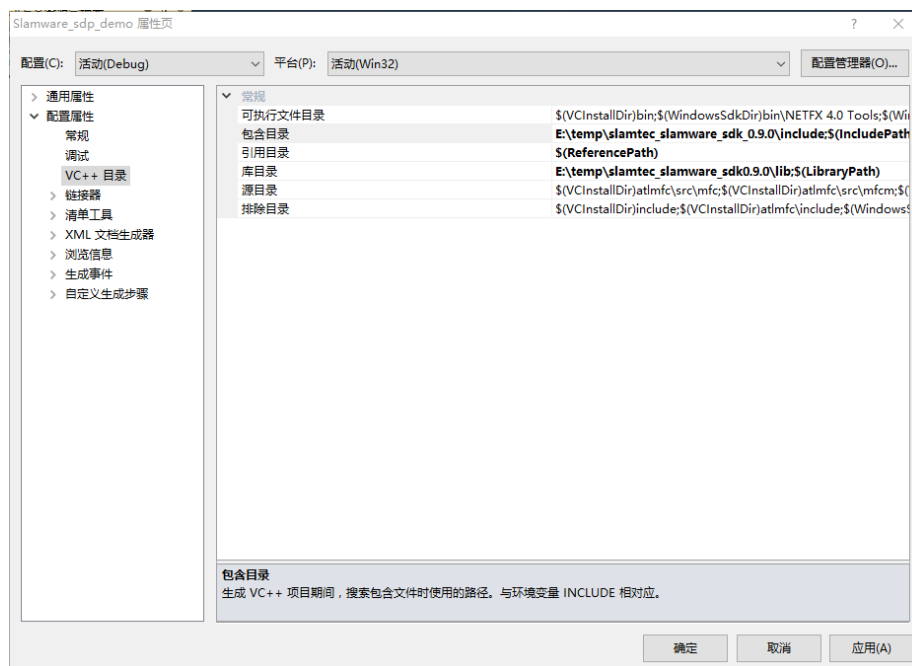 Slamware_sdp_demo 属性页
配置(C): 活动(Debug) 平台(P): 活动(Win32) 配置管理器(O)...
通用属性
配置属性
常规
调试
VC++ 目录
链接器
清单工具
XML 文档生成器
浏览信息
生成事件
自定义生成步骤
常规
可执行文件目录 $(VCInstallDir)bin;$(WindowsSdkDir)bin\NETFX 4.0 Tools;$(Wi
包含目录 E:\temp\slamtec_slamware_sdk_0.9.0\include;$(IncludePath
引用目录 $(ReferencePath)
库目录 E:\temp\slamtec_slamware_sdk0.9.0\lib;$(LibraryPath)
源目录 $(VCInstallDir)atlmfc\src\mfc;$(VCInstallDir)atlmfc\src\mfcm;$(
排除目录 $(VCInstallDir)include;$(VCInstallDir)atlmfc\include;$(Windows
包含目录
生成 VC++ 项目期间，搜索包含文件时使用的路径。与环境变量 INCLUDE 相对应。
确定 取消 应用(A)